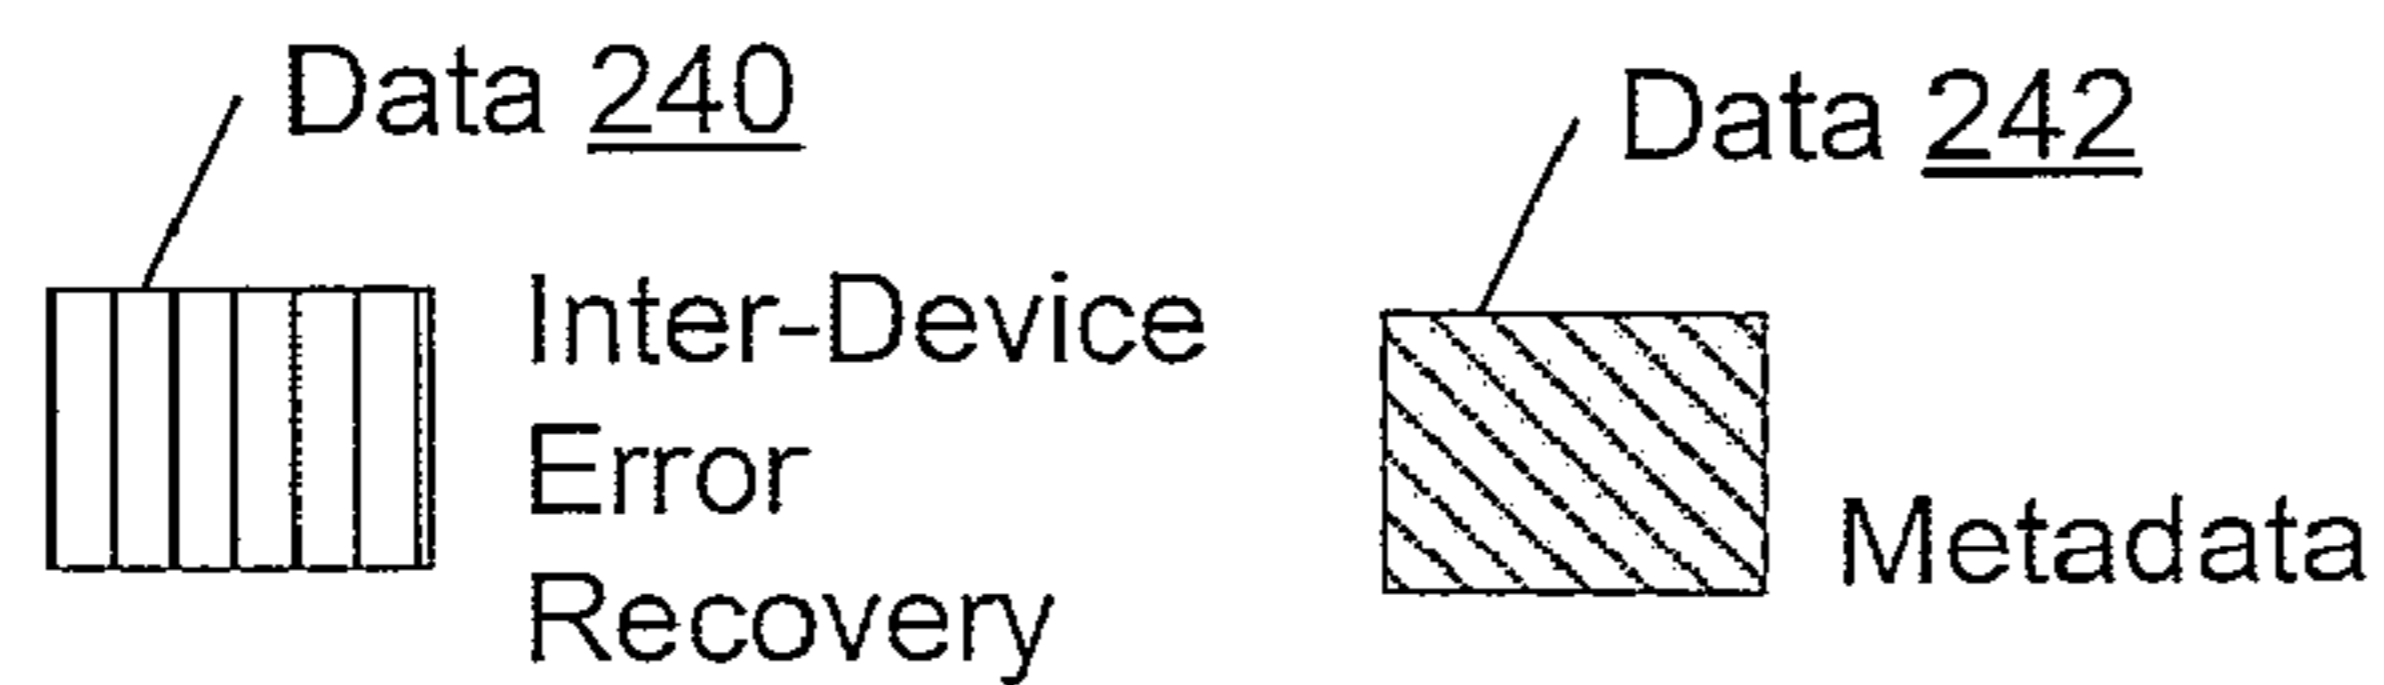 Data 240
Inter-Device
Error
Recovery
Data 242
Metadata